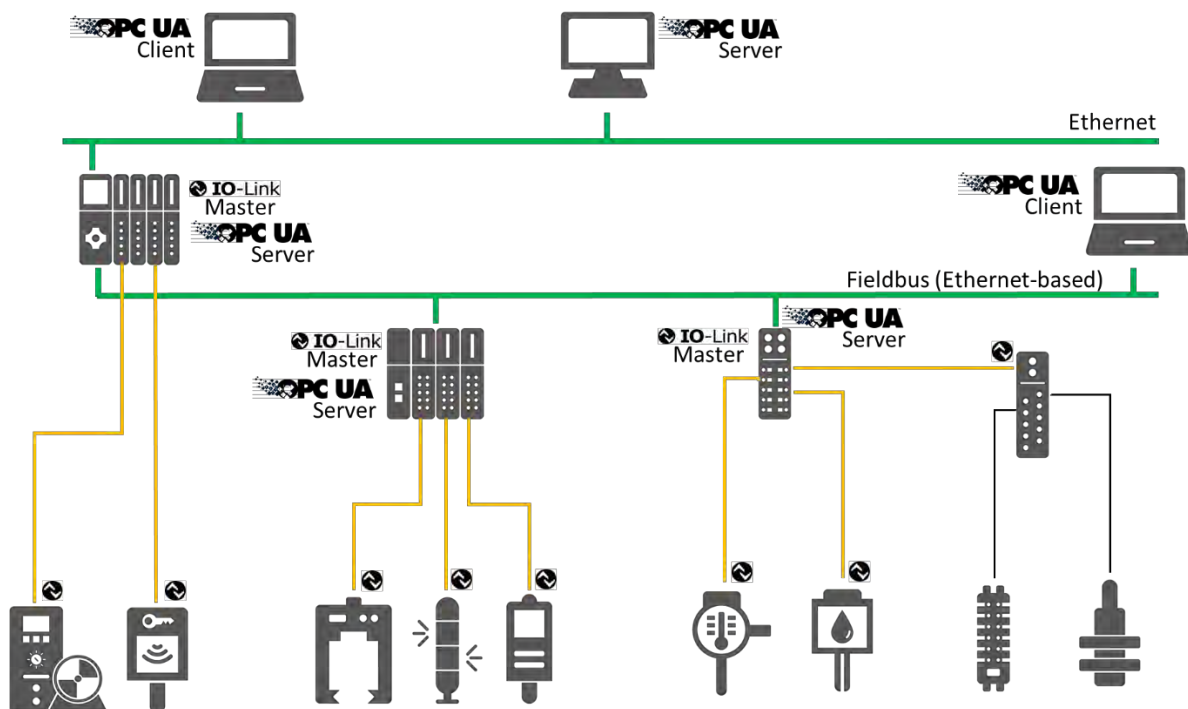 OPC UA
Client
OPC UA
Server
Ethernet
IO-Link
Master
OPC UA
Server
OPC UA
Client
Fieldbus (Ethernet-based)
IO-Link
Master
OPC UA
Server
IO-Link
Master
OPC UA
Server